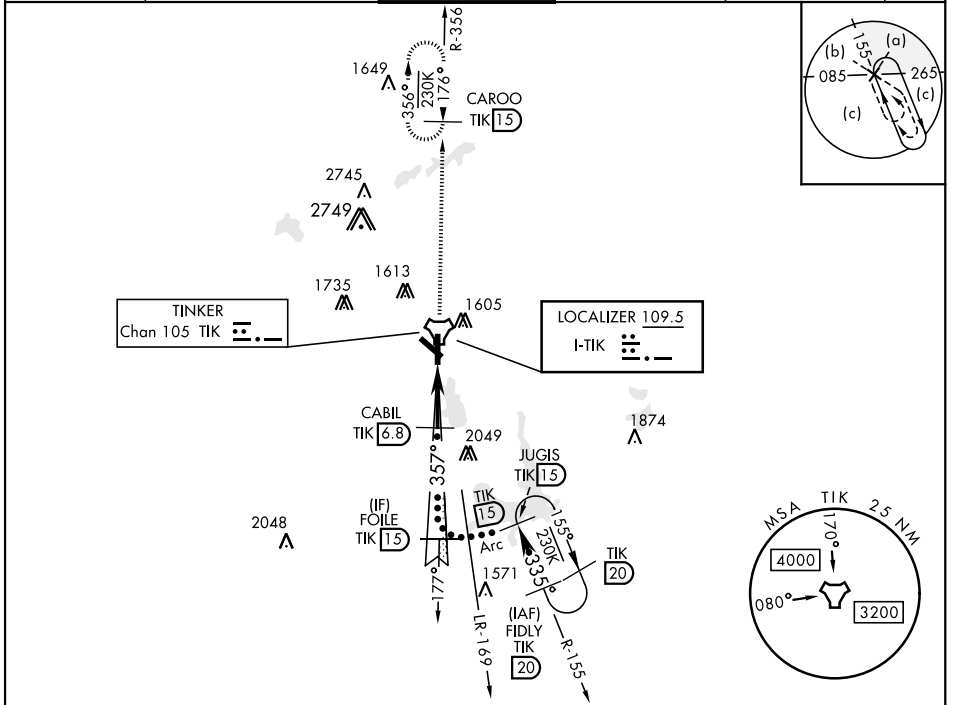 R-356
1649
356°
230K
176°
CAROO
TIK 15
155
(a)
(b)
085
265
(c)
(c)
2745
2749
1735
1613
1605
TINKER
Chan 105 TIK
LOCALIZER 109.5
I-TIK
CABIL
TIK 6.8
357°
2049
1874
JUGIS
TIK 15
(IF)
FOILE
TIK 15
TIK
15
Arc
155°
230K
335°
2048
177°
1571
LR-169
TIK
20
(IAF)
FIDLY
TIK
20
R-155
MSA TIK 25 NM
170°
4000
080°
3200